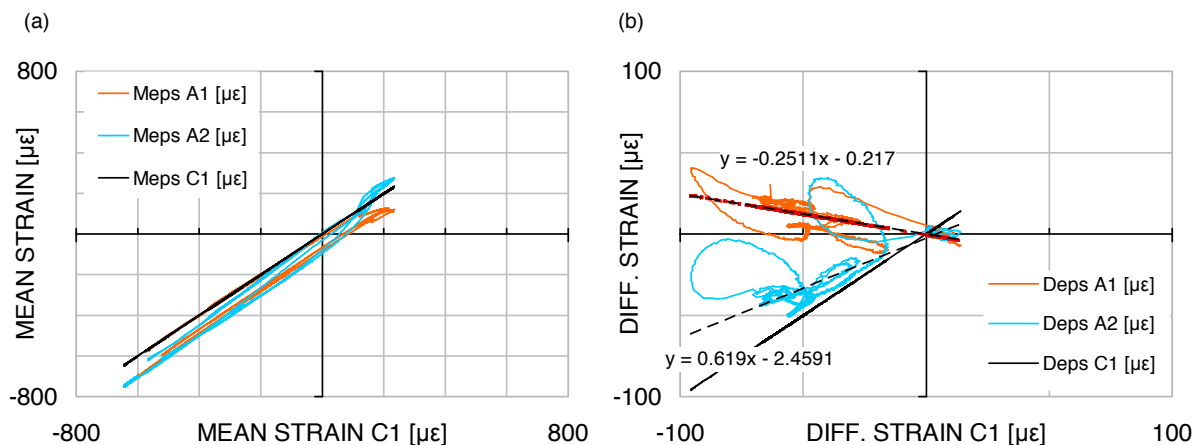 (a)
800
Meps A1 [με]
Meps A2 [με]
Meps C1 [με]
MEAN STRAIN [με]
-800
-800
MEAN STRAIN C1 [με]
800
(b)
100
y = -0.2511x - 0.217
DIFF. STRAIN [με]
Deps A1 [με]
Deps A2 [με]
Deps C1 [με]
y = 0.619x - 2.4591
-100
-100
DIFF. STRAIN C1 [με]
100